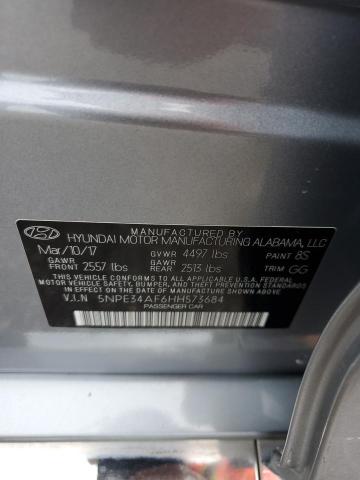 MANUFACTURED BY
HYUNDAI MOTOR MANUFACTURING ALABAMA, LLC
Mar/10/17 GVWR 4497 lbs PAINT 8S
GAWR FRONT 2557 lbs GAWR REAR 2513 lbs TRIM GG
THIS VEHICLE CONFORMS TO ALL APPLICABLE FEDERAL
MOTOR VEHICLE SAFETY, BUMPER, AND THEFT PREVENTION STANDARDS
IN EFFECT ON THE DATE OF MANUFACTURE SHOWN ABOVE.
V.I.N 5NPE34AF6HH573684
PASSENGER CAR